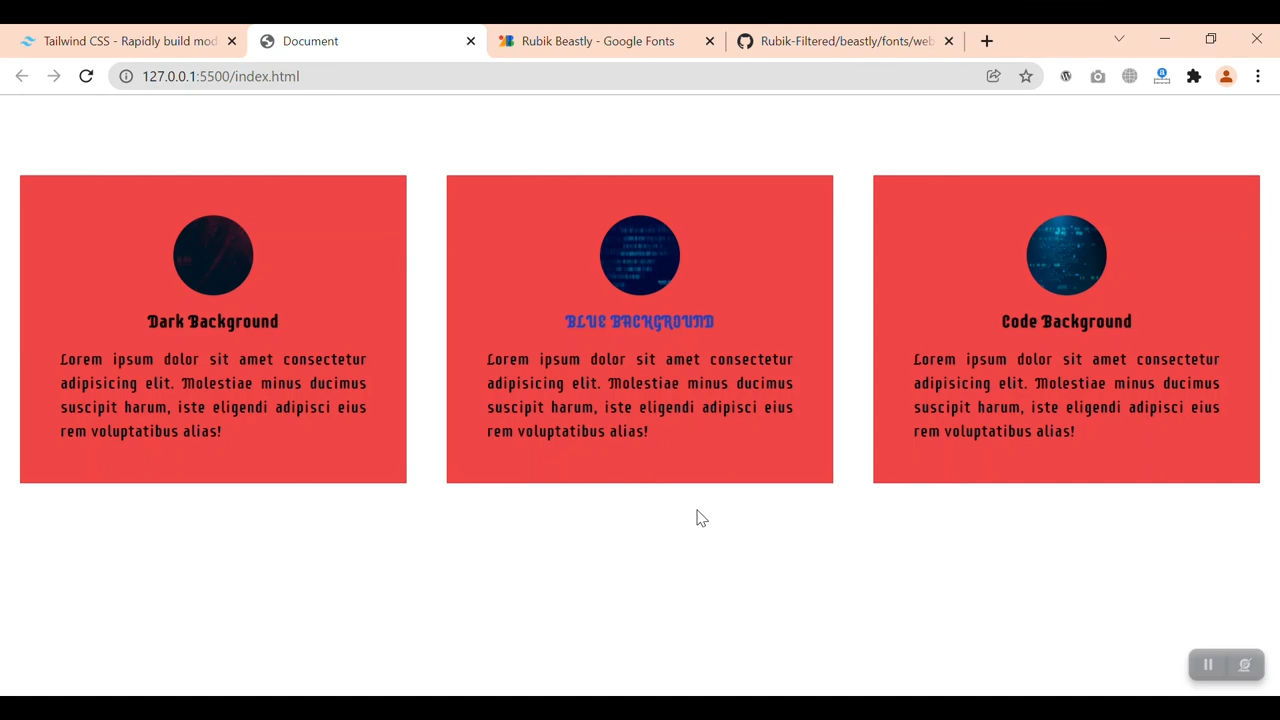 Tailwind CSS - Rapidly build mod
Document
Rubik Beastly - Google Fonts
Rubik-Filtered/beastly/fonts/web
127.0.0.1:5500/index.html
Dark Background
Lorem ipsum dolor sit amet consectetur
adipisicing elit. Molestiae minus ducimus
suscipit harum, iste eligendi adipisci eius
rem voluptatibus alias!
BLUE BACKGROUND
Lorem ipsum dolor sit amet consectetur
adipisicing elit. Molestiae minus ducimus
suscipit harum, iste eligendi adipisci eius
rem voluptatibus alias!
Code Background
Lorem ipsum dolor sit amet consectetur
adipisicing elit. Molestiae minus ducimus
suscipit harum, iste eligendi adipisci eius
rem voluptatibus alias!